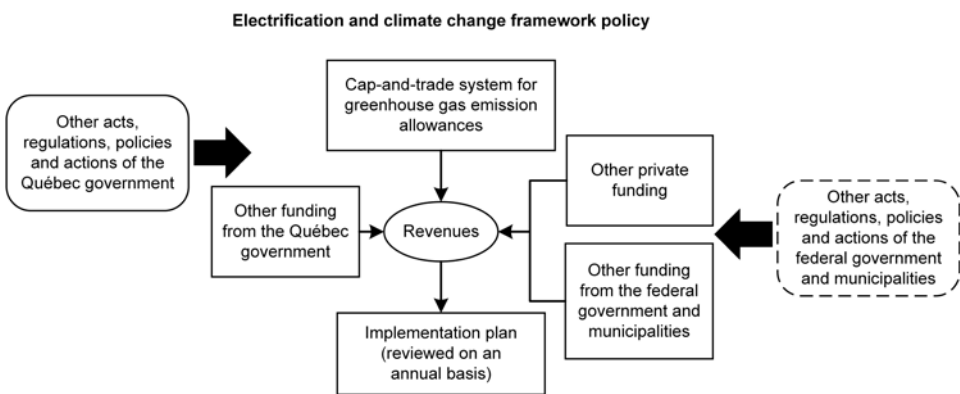 Electrification and climate change framework policy
Cap-and-trade system for
greenhouse gas emission
allowances
Other acts,
regulations, policies
and actions of the
Québec government
Other private
funding
Other funding
from the Québec
government
Revenues
Other acts,
regulations, policies
and actions of the
federal government
and municipalities
Other funding
from the federal
government and
municipalities
Implementation plan
(reviewed on an
annual basis)